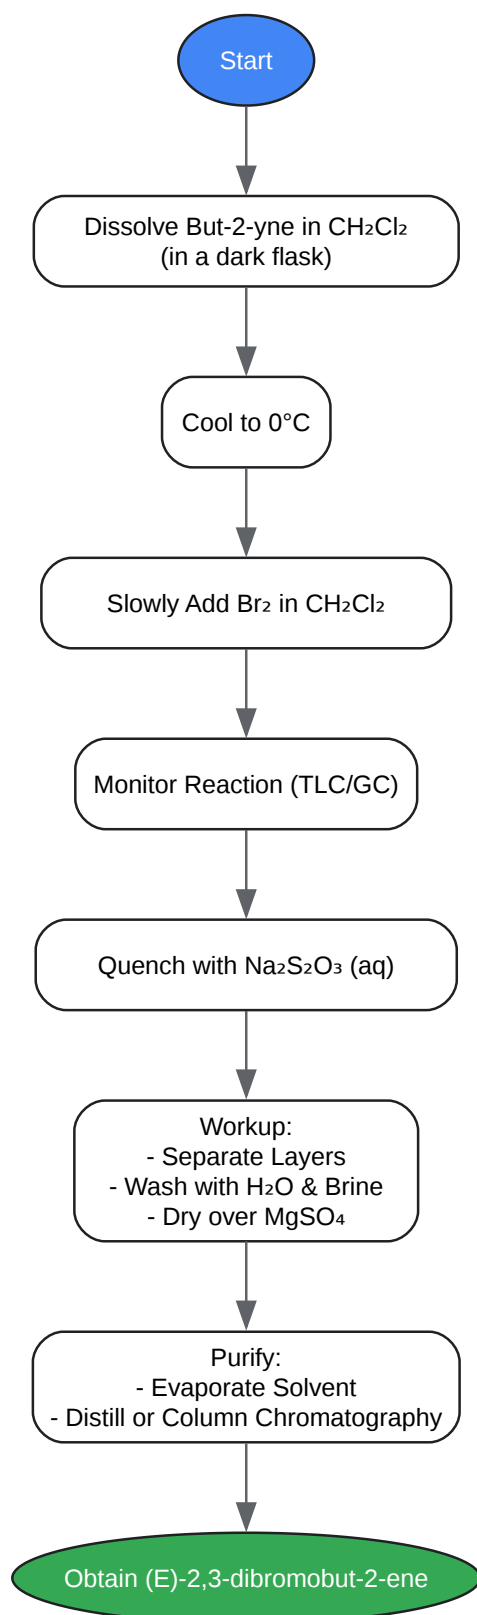 Start
Dissolve But-2-yne in CH₂Cl₂
(in a dark flask)
Cool to 0°C
Slowly Add Br₂ in CH₂Cl₂
Monitor Reaction (TLC/GC)
Quench with Na₂S₂O₃ (aq)
Workup:
- Separate Layers
- Wash with H₂O & Brine
- Dry over MgSO₄
Purify:
- Evaporate Solvent
- Distill or Column Chromatography
Obtain (E)-2,3-dibromobut-2-ene